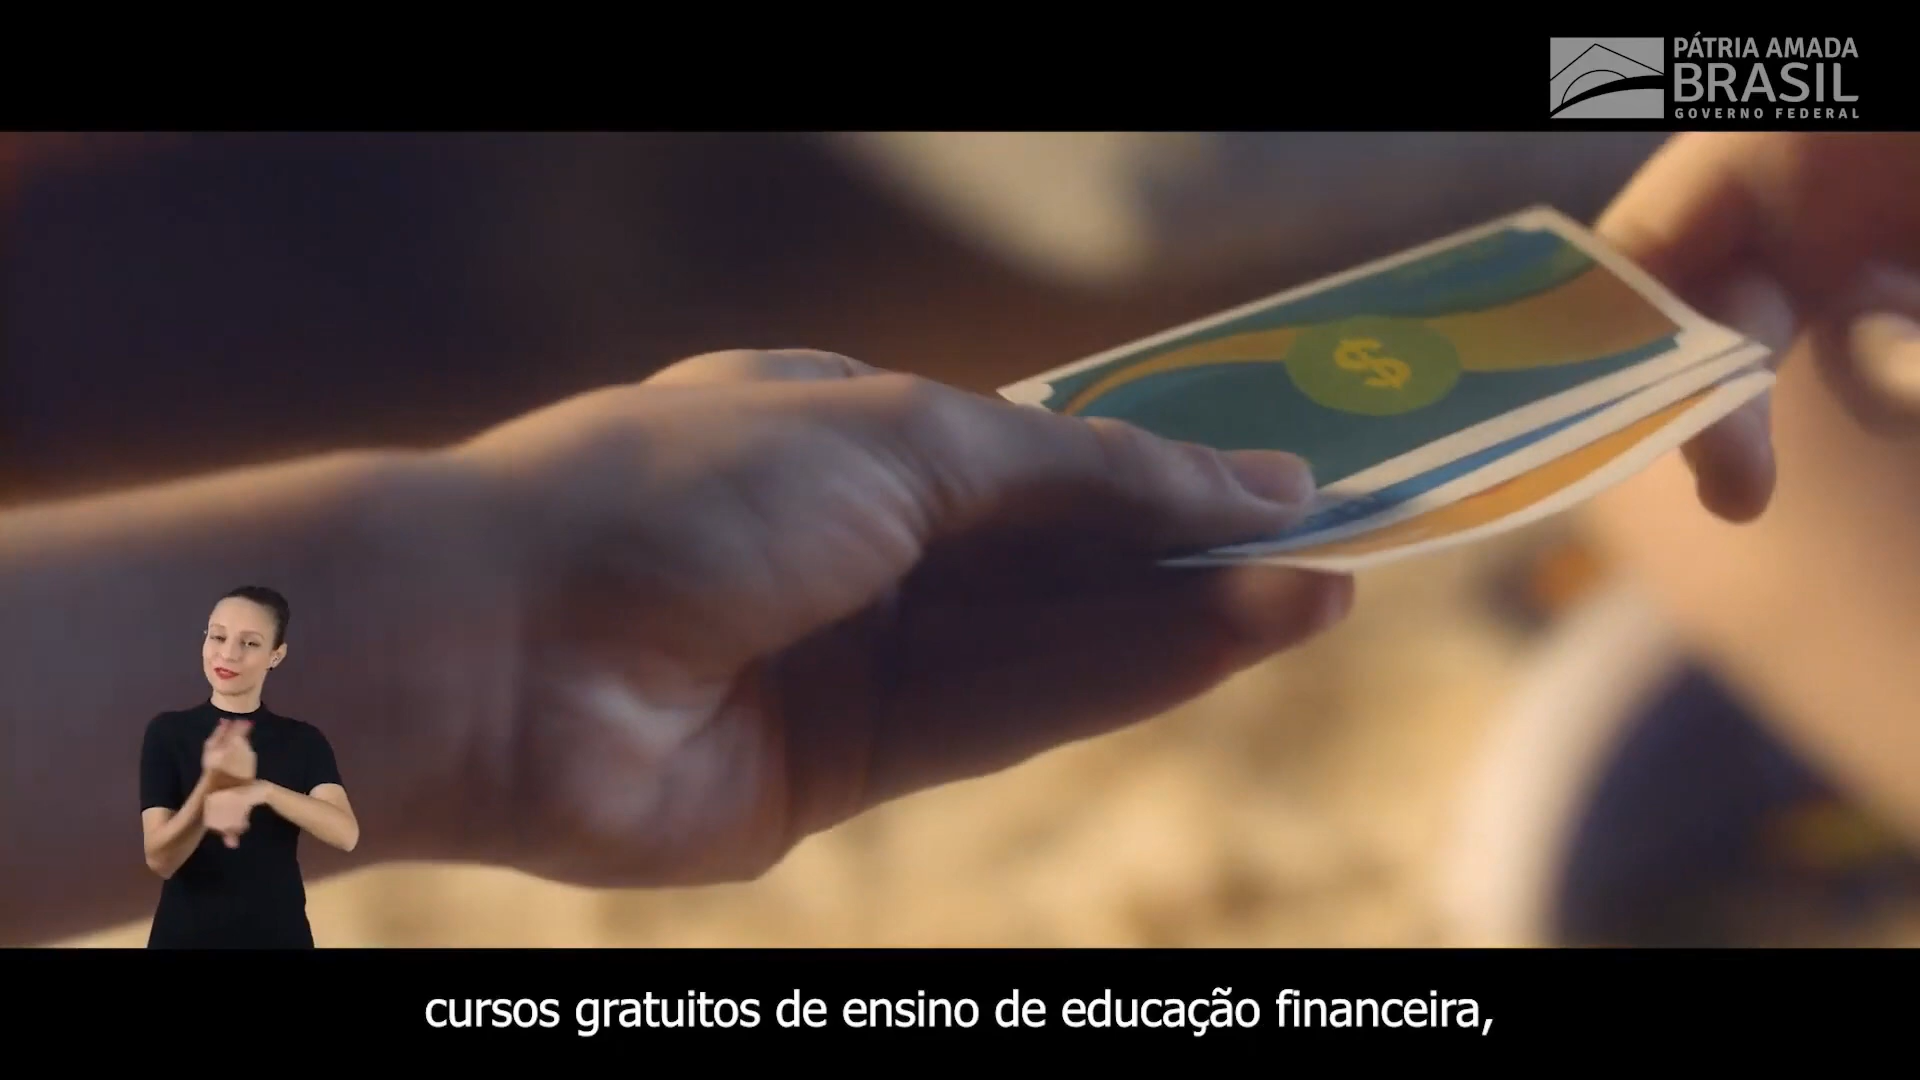 PÁTRIA AMADA
BRASIL
GOVERNO FEDERAL
$
cursos gratuitos de ensino de educação financeira,